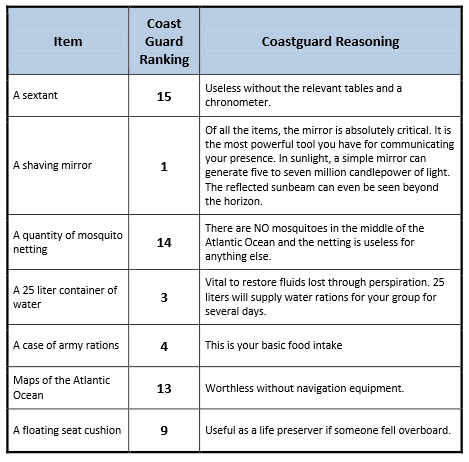 Item
Coast
Guard
Ranking
Coastguard Reasoning
A sextant
15
Useless without the relevant tables and a
chronometer.
A shaving mirror
1
Of all the items, the mirror is absolutely critical. It is
the most powerful tool you have for communicating
your presence. In sunlight, a simple mirror can
generate five to seven million candlepower of light.
The reflected sunbeam can even be seen beyond
the horizon.
A quantity of mosquito
netting
14
There are NO mosquitoes in the middle of the
Atlantic Ocean and the netting is useless for
anything else.
A 25 liter container of
water
3
Vital to restore fluids lost through perspiration. 25
liters will supply water rations for your group for
several days.
A case of army rations
4
This is your basic food intake
Maps of the Atlantic
Ocean
13
Worthless without navigation equipment.
A floating seat cushion
9
Useful as a life preserver if someone fell overboard.